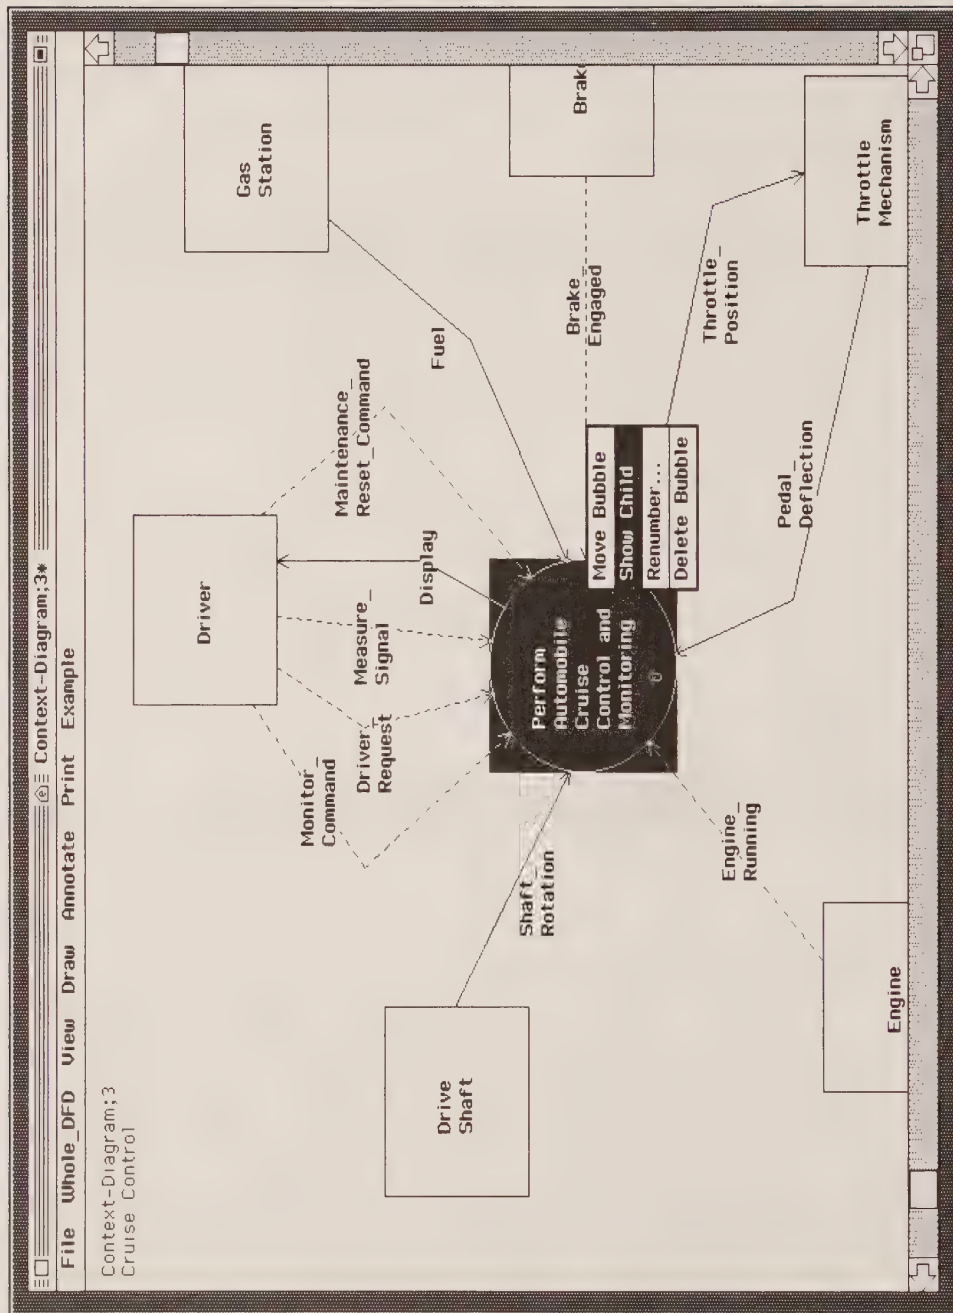 Context-Diagram;3*
File Whole_DFD View Draw Annotate Print Example
Context-Diagram;3
Cruise Control
Driver
Gas
Station
Monitor_
Command
Driver_
Request
Measure_
Signal
Display
Maintenance_
Reset_Command
Fuel
Drive
Shaft
Shaft_
Rotation
Perform
Automobile
Cruise
Control and
Monitoring
0
Move Bubble
Show Child
Renumber...
Delete Bubble
Brake_
Engaged
Brake
Throttle_
Position
Engine_
Running
Pedal_
Deflection
Engine
Throttle
Mechanism